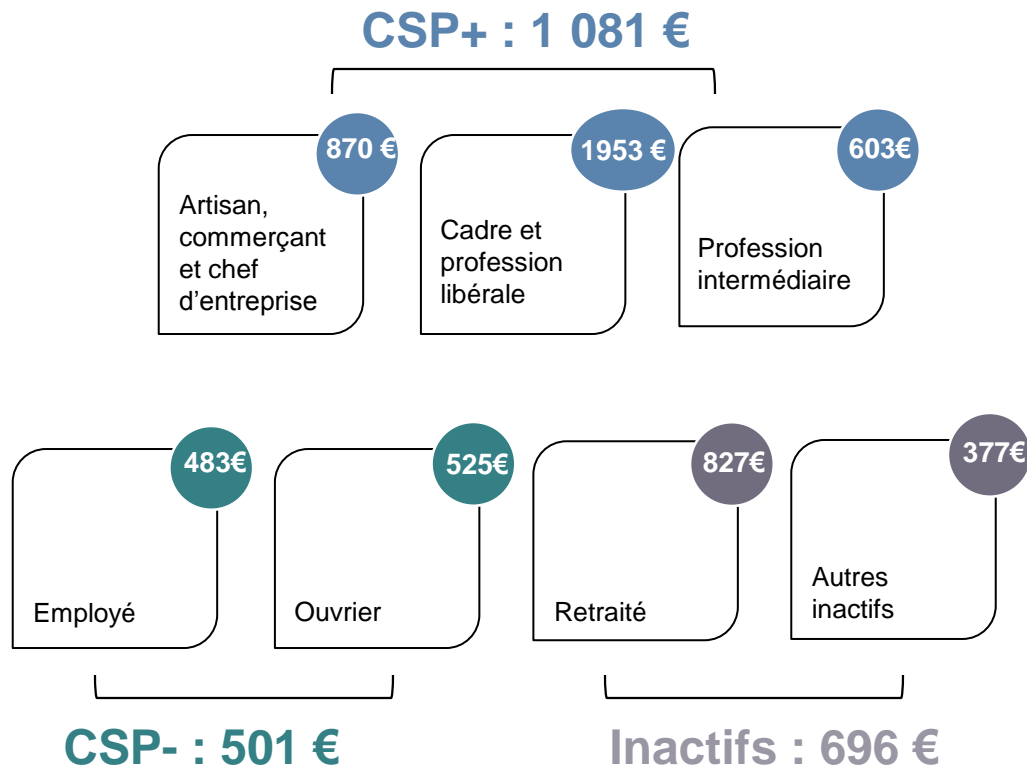 CSP+ : 1 081 €
870 €
Artisan,
commerçant
et chef
d’entreprise
1953 €
Cadre et
profession
libérale
603€
Profession
intermédiaire
483€
Employé
525€
Ouvrier
827€
Retraité
377€
Autres
inactifs
CSP- : 501 €
Inactifs : 696 €